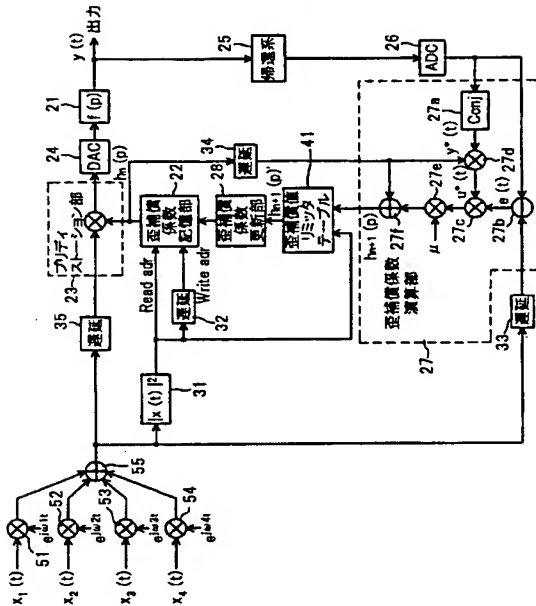 y (t) 出力
21
f (p)
24
DAC
hₙ (p)
プリディストーション部
23
35
遅延
25
帰還系
26
ADC
34
遅延
22
歪補償係数記憶部
28
歪補償係数更新部
hₙ₊₁ (p)'
41
歪補償値リミッタテーブル
Read adr
Write adr
32
遅延
31
|x (t) |²
hₙ₊₁ (p)
歪補償係数演算部
27
27a
Conj
y* (t)
27d
u* (t)
27e
27c
μ
27f
27b
e (t)
33
遅延
55
51
52
53
54
e^jω1t
e^jω2t
e^jω3t
e^jω4t
x₁ (t)
x₂ (t)
x₃ (t)
x₄ (t)